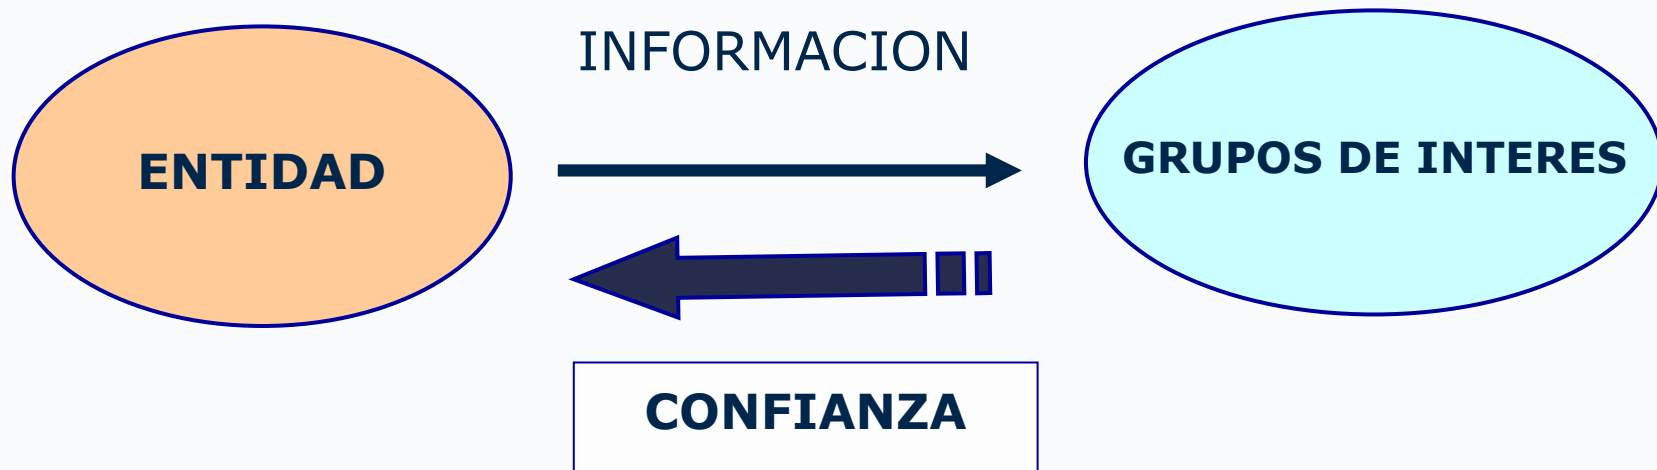 INFORMACION
ENTIDAD
GRUPOS DE INTERES
CONFIANZA